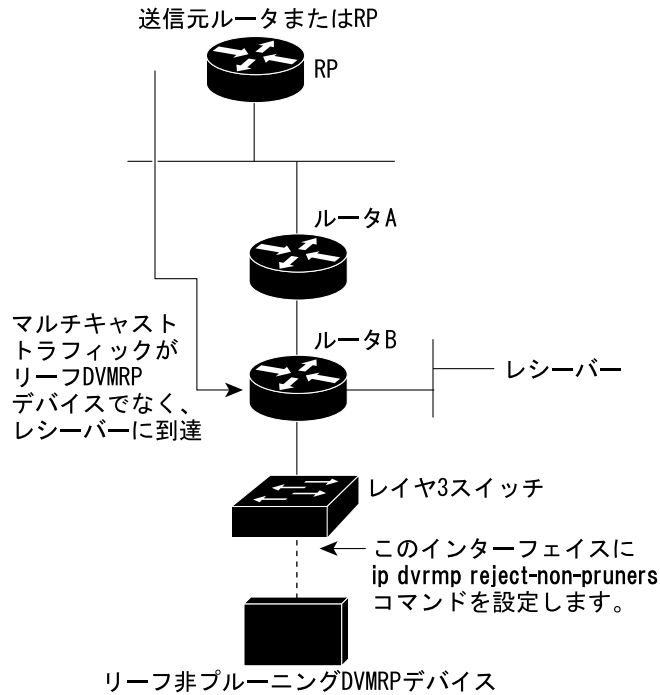 送信元ルータまたはRP
RP
ルータA
マルチキャスト
トラフィックが
リーフDVMRP
デバイスでなく、
レシーバーに到達
ルータB
レシーバー
レイヤ3スイッチ
このインターフェイスに
ip dvrmp reject-non-pruners
コマンドを設定します。
リーフ非プルーニングDVMRPデバイス